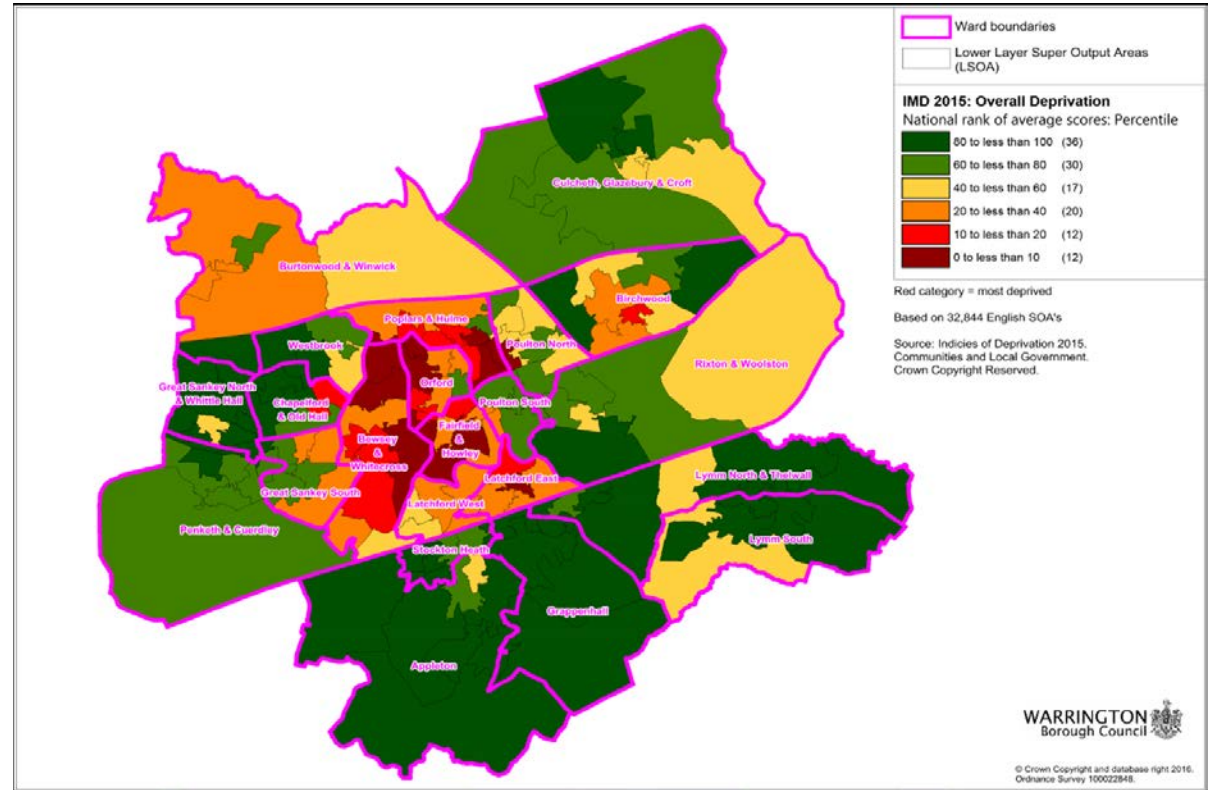 Ward boundaries
Lower Layer Super Output Areas
(LSOA)
IMD 2015: Overall Deprivation
National rank of average scores: Percentile
80 to less than 100 (36)
60 to less than 80 (30)
40 to less than 60 (17)
20 to less than 40 (20)
10 to less than 20 (12)
0 to less than 10 (12)
Red category = most deprived
Based on 32,844 English SOA's
Source: Indicies of Deprivation 2015.
Communities and Local Government.
Crown Copyright Reserved.
Culcheth, Glazebury & Croft
Burtonwood & Winwick
Birchwood
Poplars & Hulme
Poulton North
Westbrook
Rixton & Woolston
Orford
Great Sankey North
& Whittle Hall
Chapelford
& Old Hall
Poulton South
Fairfield
&
Howley
Bewsey
&
Whitecross
Latchford East
Lymm North & Thelwall
Great Sankey South
Latchford West
Penketh & Cuerdley
Lymm South
Stockton Heath
Grappenhall
Appleton
WARRINGTON
Borough Council
© Crown Copyright and database right 2016.
Ordnance Survey 100022848.